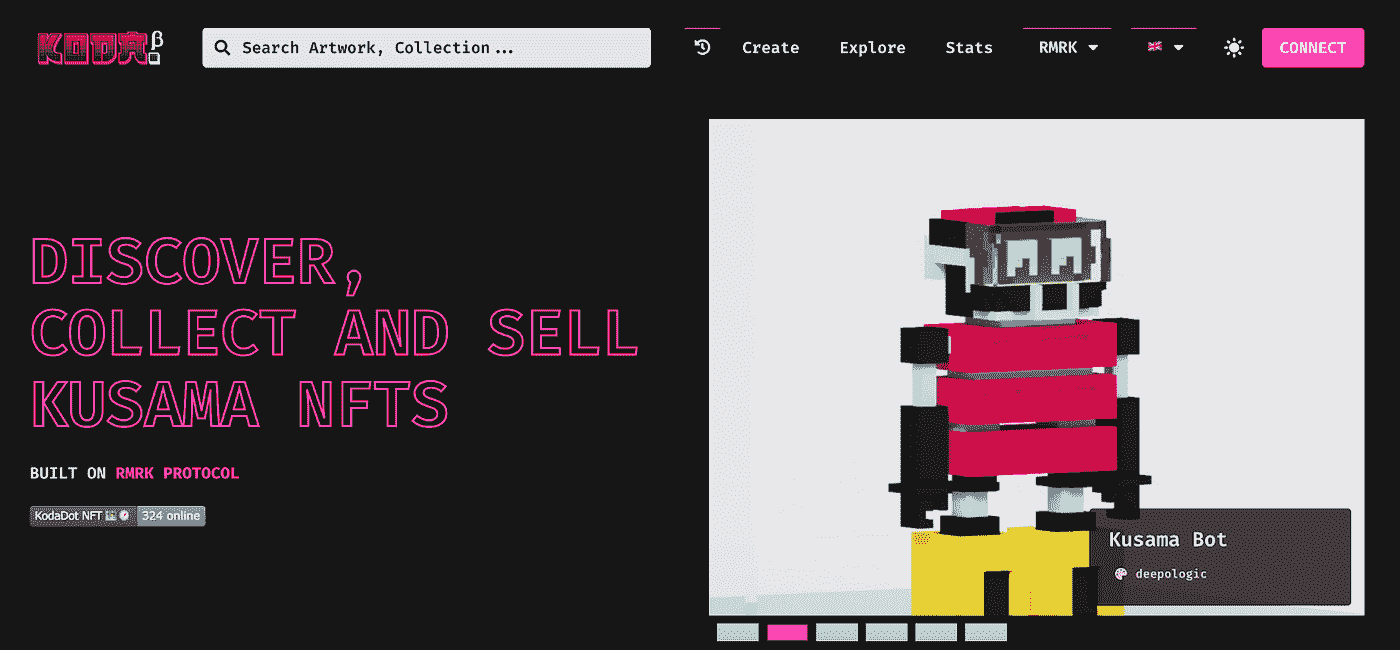 KODA β
Search Artwork, Collection...
Create
Explore
Stats
RMRK
CONNECT
DISCOVER,
COLLECT AND SELL
KUSAMA NFTS
BUILT ON RMRK PROTOCOL
KodaDot NFT 324 online
Kusama Bot
deepologic